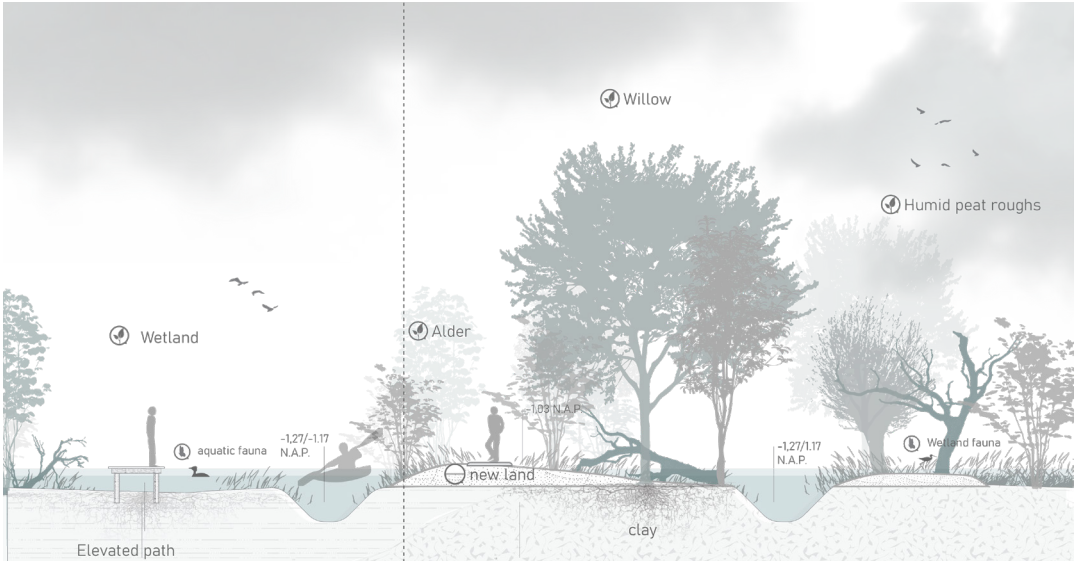 Willow
Humid peat roughs
Wetland
Alder
-1,03 N.A.P.
-1,27/-1.17
N.A.P.
aquatic fauna
-1,27/1.17
N.A.P.
Wetland fauna
new land
clay
Elevated path